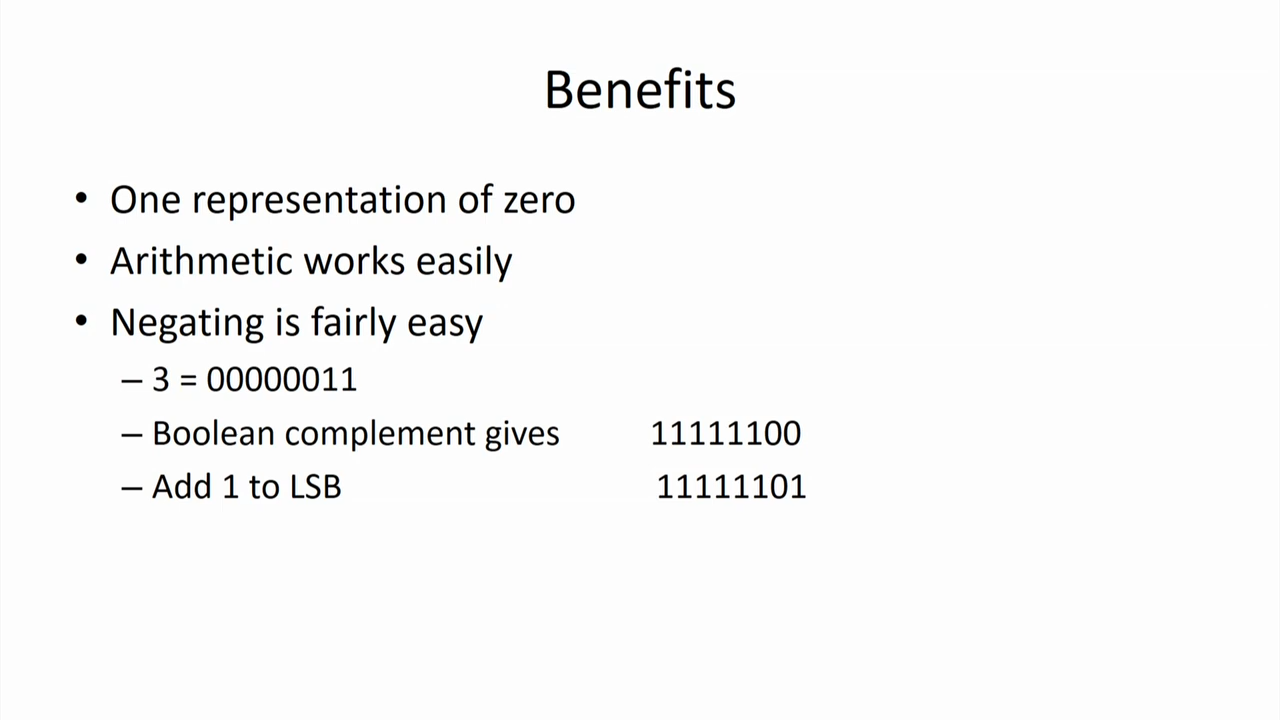 Benefits
• One representation of zero
• Arithmetic works easily
• Negating is fairly easy
– 3 = 00000011
– Boolean complement gives 11111100
– Add 1 to LSB 11111101